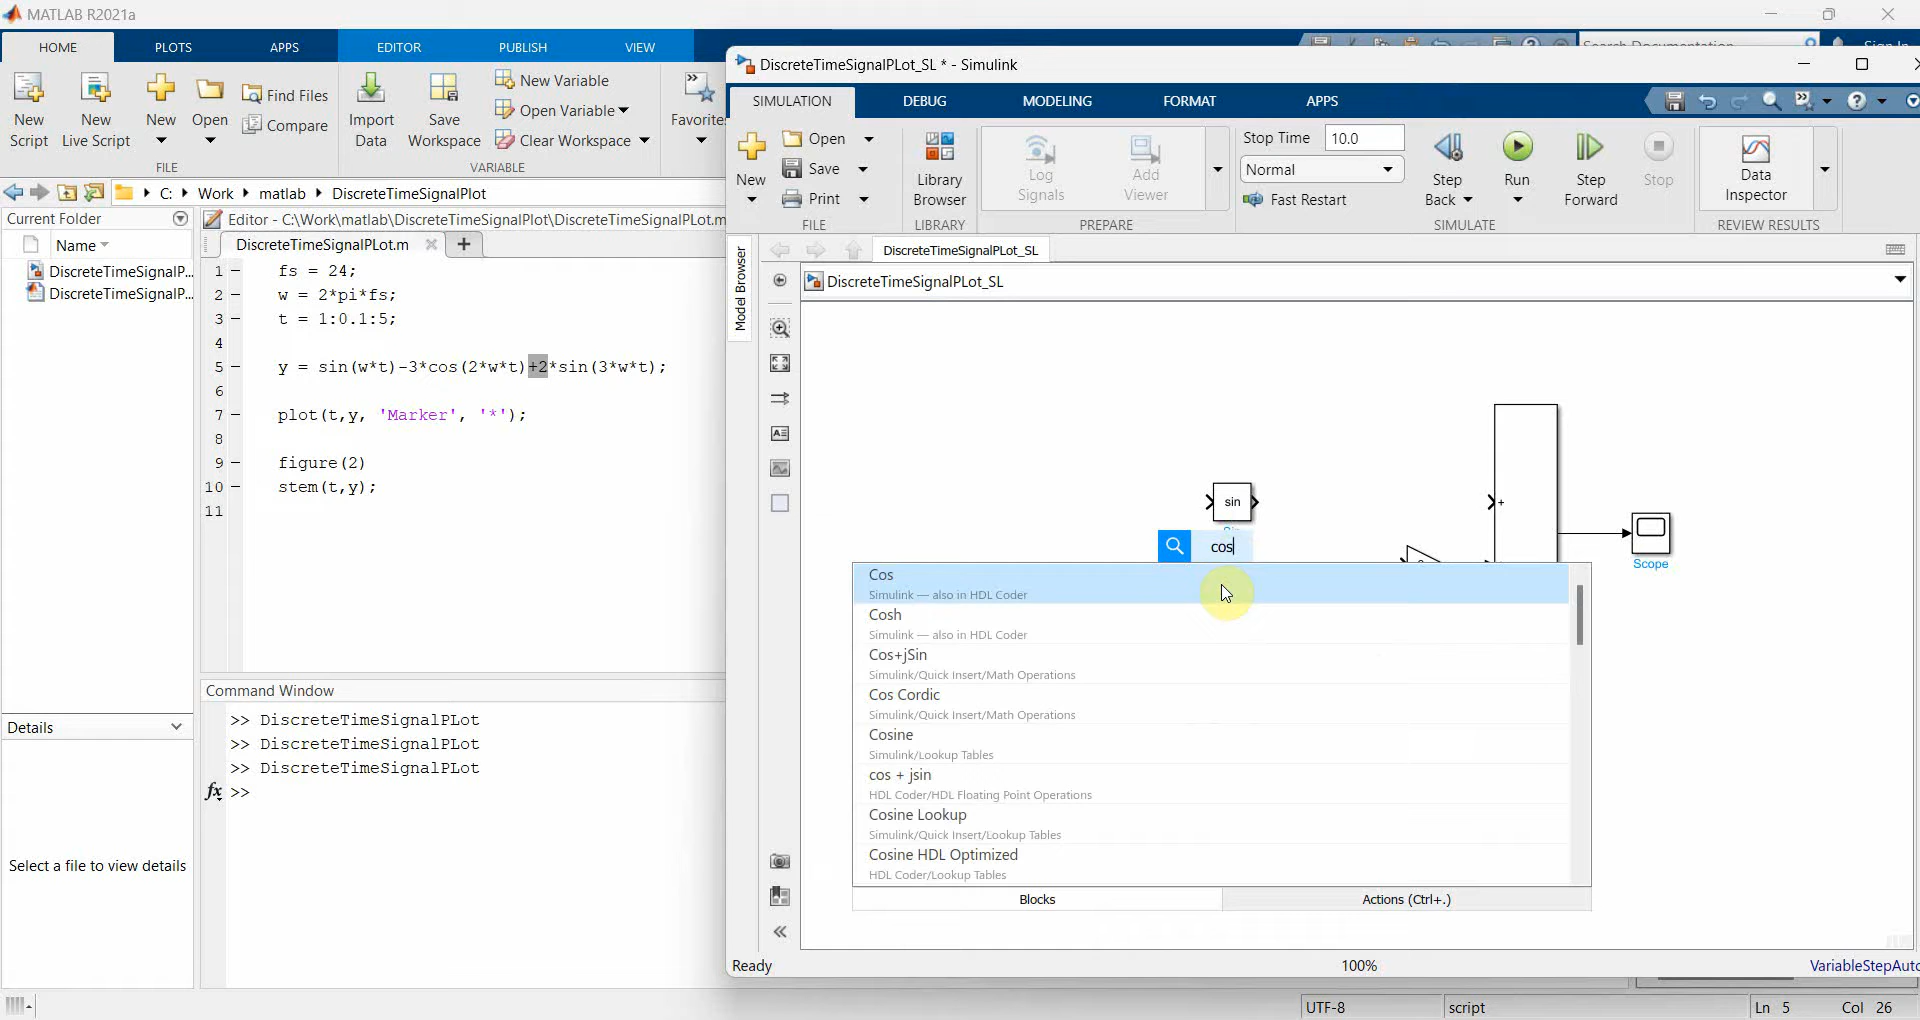 MATLAB R2021a
HOME
PLOTS
APPS
EDITOR
PUBLISH
VIEW
New Script
New Live Script
New
Open
Find Files
Compare
FILE
Import Data
Save Workspace
New Variable
Open Variable
Clear Workspace
VARIABLE
Favorites
C: Work matlab DiscreteTimeSignalPlot
Current Folder
Name
DiscreteTimeSignalP...
DiscreteTimeSignalP...
Details
Select a file to view details
Editor - C:\Work\matlab\DiscreteTimeSignalPlot\DiscreteTimeSignalPLot.m
DiscreteTimeSignalPLot.m
1 fs = 24;
2 w = 2*pi*fs;
3 t = 1:0.1:5;
4
5 y = sin(w*t)-3*cos(2*w*t)+2*sin(3*w*t);
6
7 plot(t,y, 'Marker', '*');
8
9 figure(2)
10 stem(t,y);
11
Command Window
>> DiscreteTimeSignalPLot
>> DiscreteTimeSignalPLot
>> DiscreteTimeSignalPLot
fx >>
Search Documentation
Sign In
DiscreteTimeSignalPLot_SL * - Simulink
SIMULATION
DEBUG
MODELING
FORMAT
APPS
New
Open
Save
Print
FILE
Library Browser
LIBRARY
Log Signals
Add Viewer
PREPARE
Stop Time 10.0
Normal
Fast Restart
Step Back
Run
Step Forward
Stop
SIMULATE
Data Inspector
REVIEW RESULTS
Model Browser
DiscreteTimeSignalPLot_SL
DiscreteTimeSignalPLot_SL
sin
+
Scope
cos
Cos
Simulink — also in HDL Coder
Cosh
Simulink — also in HDL Coder
Cos+jSin
Simulink/Quick Insert/Math Operations
Cos Cordic
Simulink/Quick Insert/Math Operations
Cosine
Simulink/Lookup Tables
cos + jsin
HDL Coder/HDL Floating Point Operations
Cosine Lookup
Simulink/Quick Insert/Lookup Tables
Cosine HDL Optimized
HDL Coder/Lookup Tables
Blocks
Actions (Ctrl+.)
Ready
100%
VariableStepAuto
UTF-8
script
Ln 5
Col 26